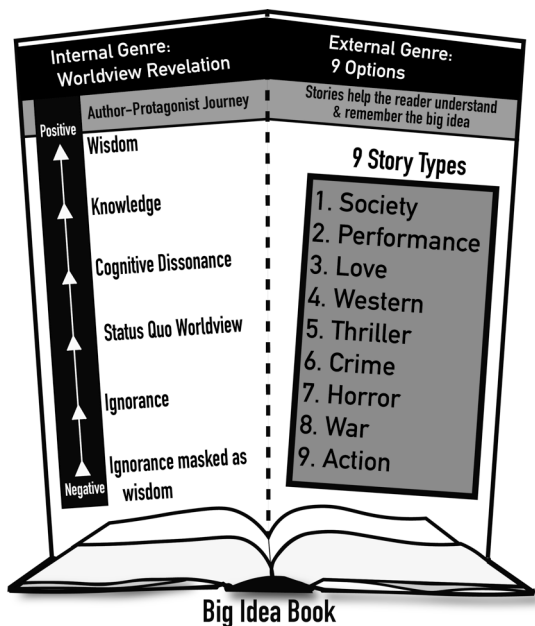 Internal Genre:
Worldview Revelation
Author-Protagonist Journey
Positive
Wisdom
Knowledge
Cognitive Dissonance
Status Quo Worldview
Ignorance
Ignorance masked as
wisdom
Negative
External Genre:
9 Options
Stories help the reader understand
& remember the big idea
9 Story Types
1. Society
2. Performance
3. Love
4. Western
5. Thriller
6. Crime
7. Horror
8. War
9. Action
Big Idea Book